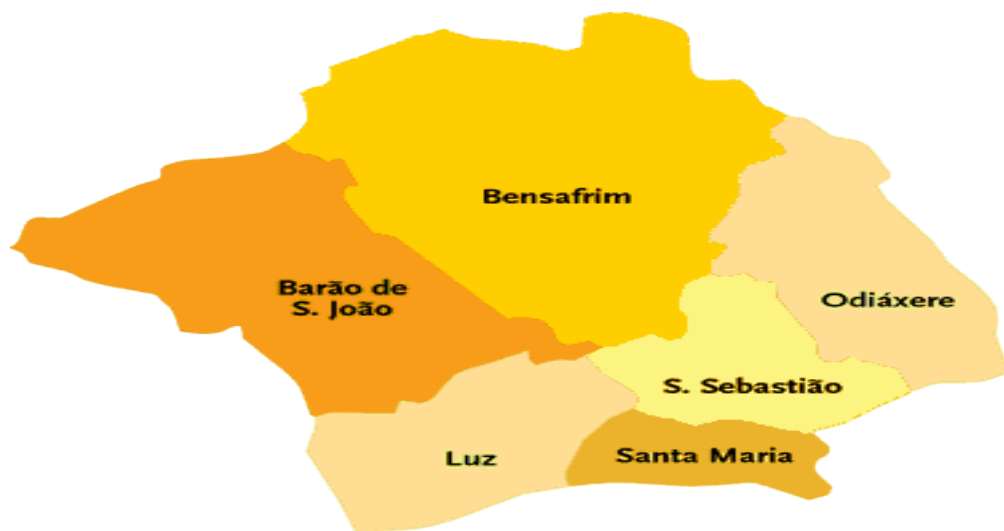 Bensafrim
Barão de
S. João
Odiáxere
S. Sebastião
Luz
Santa Maria